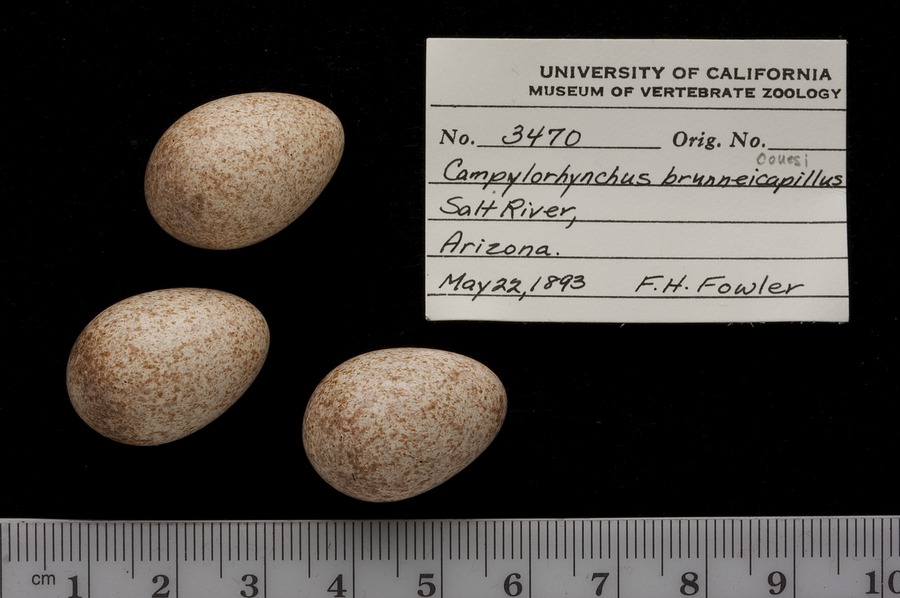 UNIVERSITY OF CALIFORNIA
MUSEUM OF VERTEBRATE ZOOLOGY
No. 3470 Orig. No.
Couesi
Campylorhynchus brunneicapillus
Salt River,
Arizona.
May 22, 1893 F.H. Fowler
cm 1 2 3 4 5 6 7 8 9 10